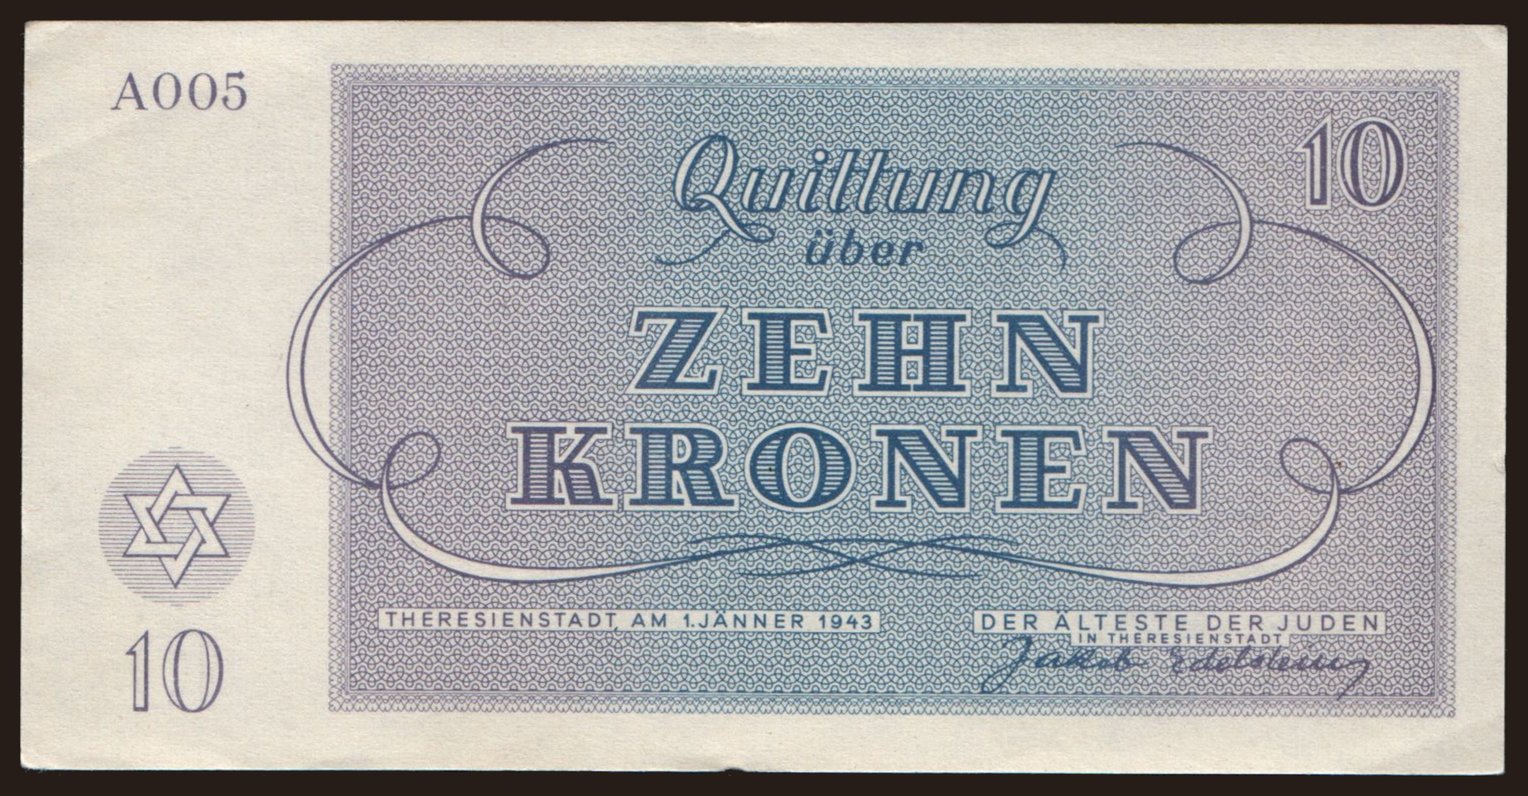 A005
10
Quittung
über
ZEHN
KRONEN
10
THERESIENSTADT, AM 1. JÄNNER 1943
DER ÄLTESTE DER JUDEN
IN THERESIENSTADT
Jakob Edelstein